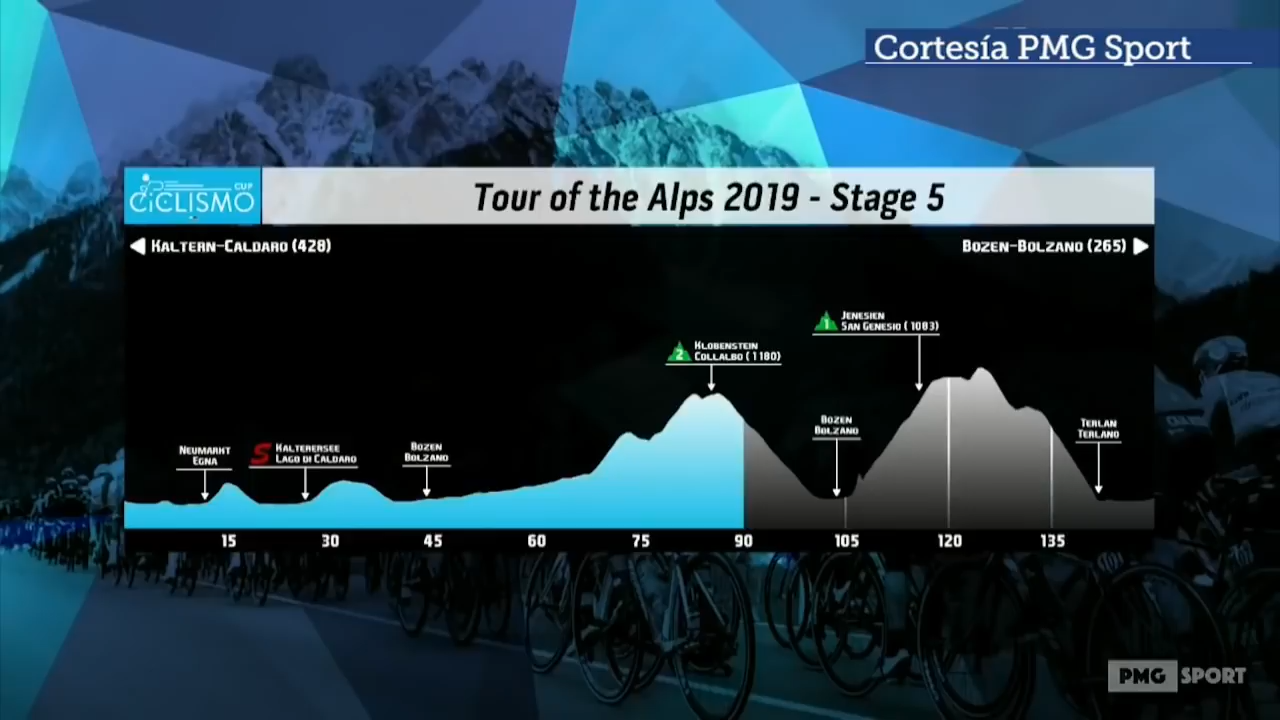 Cortesía PMG Sport
CiCLISMO CUP
Tour of the Alps 2019 - Stage 5
KALTERN-CALDARO (428)
BOZEN-BOLZANO (265)
1 JENESIEN
SAN GENESIO (1083)
2 KLOBENSTEIN
COLLALBO (1180)
NEUMARKT
EGNA
S KALTERERSEE
LAGO DI CALDARO
BOZEN
BOLZANO
BOZEN
BOLZANO
TERLAN
TERLANO
15 30 45 60 75 90 105 120 135
PMG SPORT